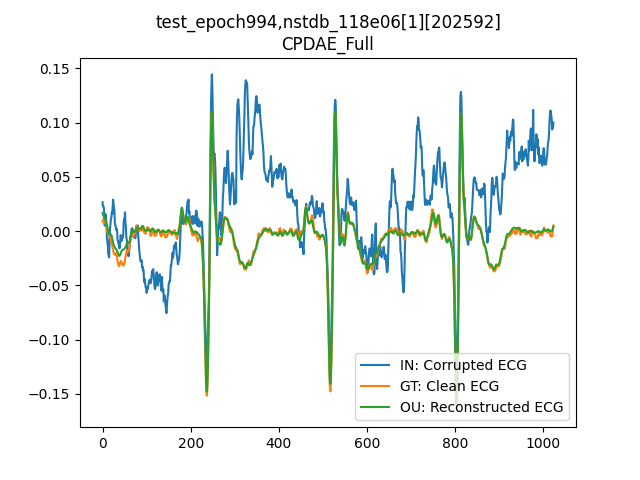 test_epoch994,nstdb_118e06[1][202592]
CPDAE_Full
0.15
0.10
0.05
0.00
−0.05
−0.10
−0.15
IN: Corrupted ECG
GT: Clean ECG
OU: Reconstructed ECG
0 200 400 600 800 1000